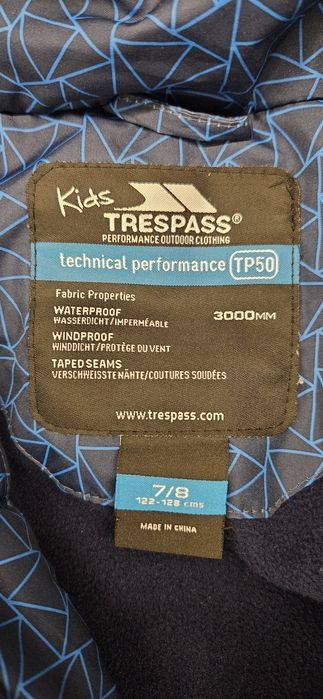 Kids
TRESPASS®
PERFORMANCE OUTDOOR CLOTHING
technical performance TP50
Fabric Properties
WATERPROOF 3000MM
WASSERDICHT/IMPERMÉABLE
WINDPROOF
WINDDICHT/PROTÈGE DU VENT
TAPED SEAMS
VERSCHWEISSTE NÄHTE/COUTURES SOUDÉES
www.trespass.com
7/8
122-128 cms
MADE IN CHINA